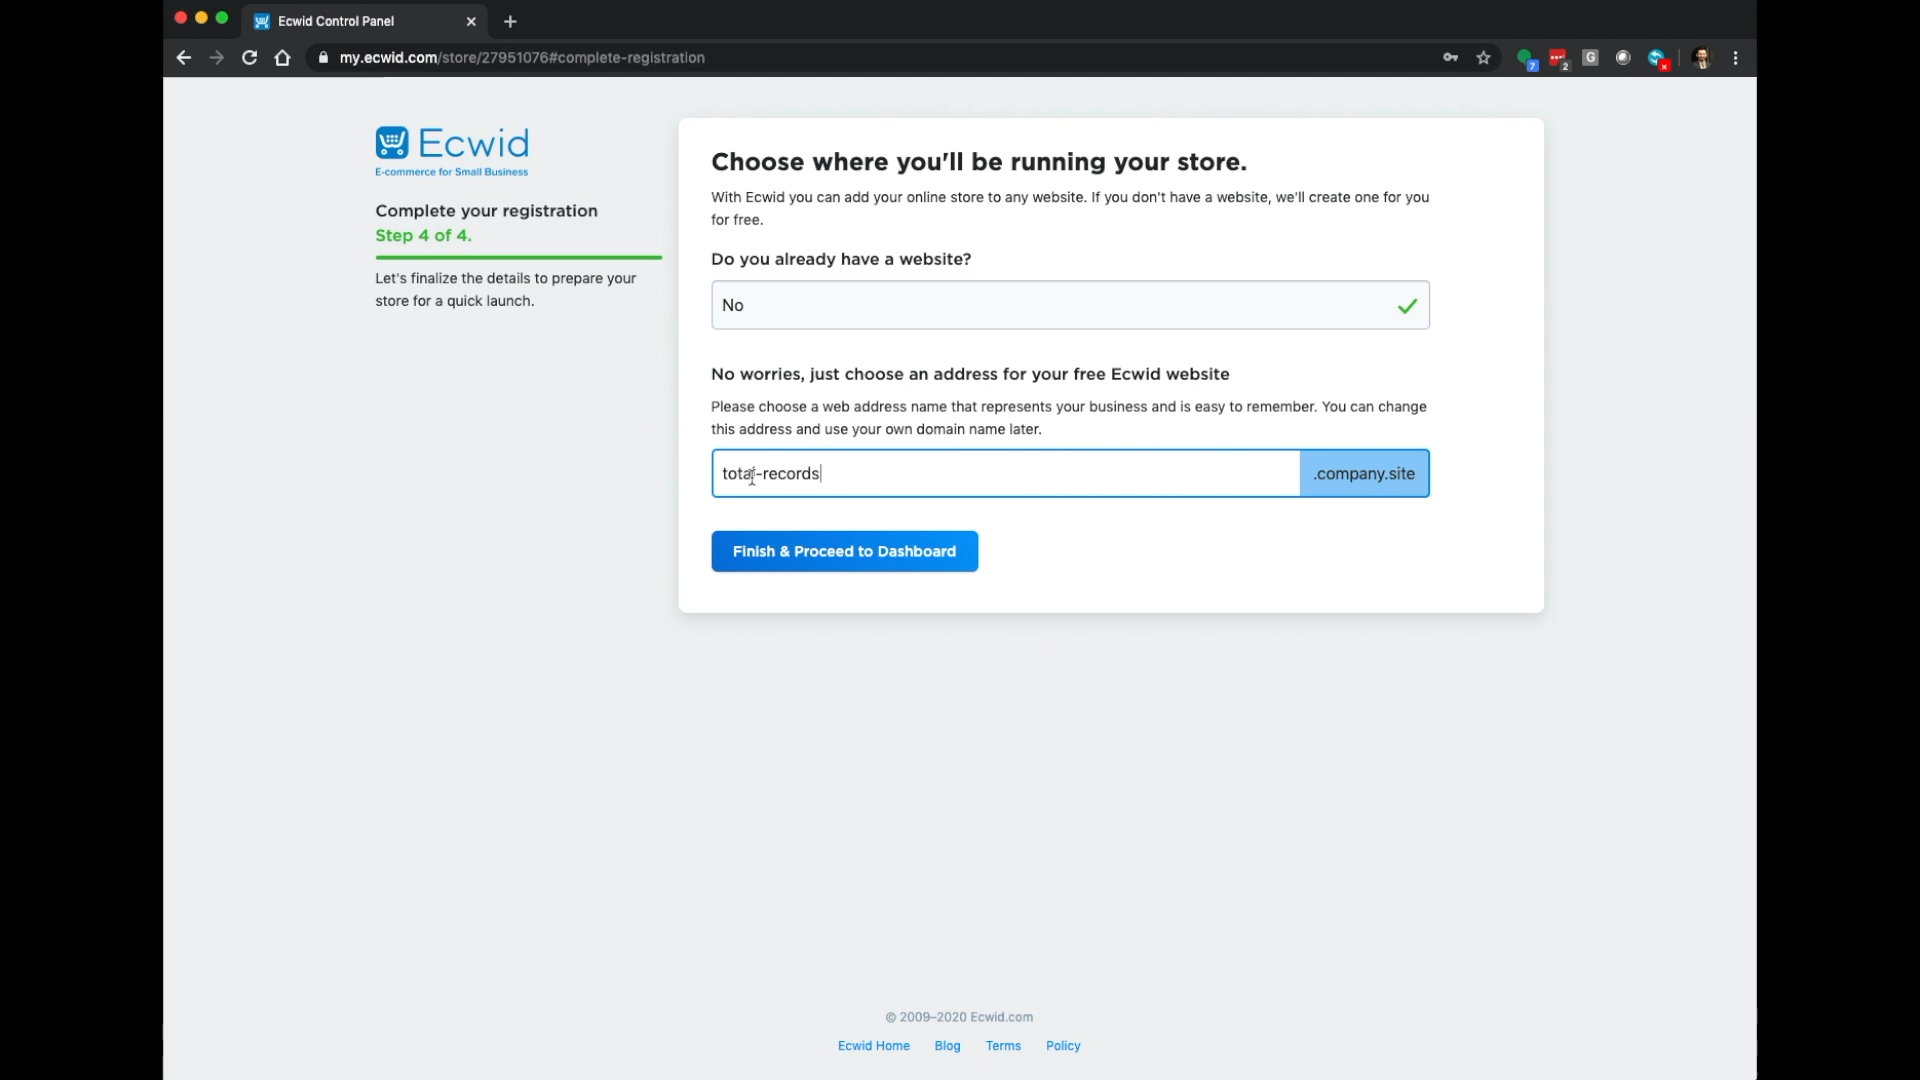 Ecwid Control Panel
my.ecwid.com/store/27951076#complete-registration
7
2
G
Ecwid
E-commerce for Small Business
Complete your registration
Step 4 of 4.
Let's finalize the details to prepare your
store for a quick launch.
Choose where you'll be running your store.
With Ecwid you can add your online store to any website. If you don't have a website, we'll create one for you
for free.
Do you already have a website?
No
No worries, just choose an address for your free Ecwid website
Please choose a web address name that represents your business and is easy to remember. You can change
this address and use your own domain name later.
total-records
.company.site
Finish & Proceed to Dashboard
© 2009–2020 Ecwid.com
Ecwid Home Blog Terms Policy